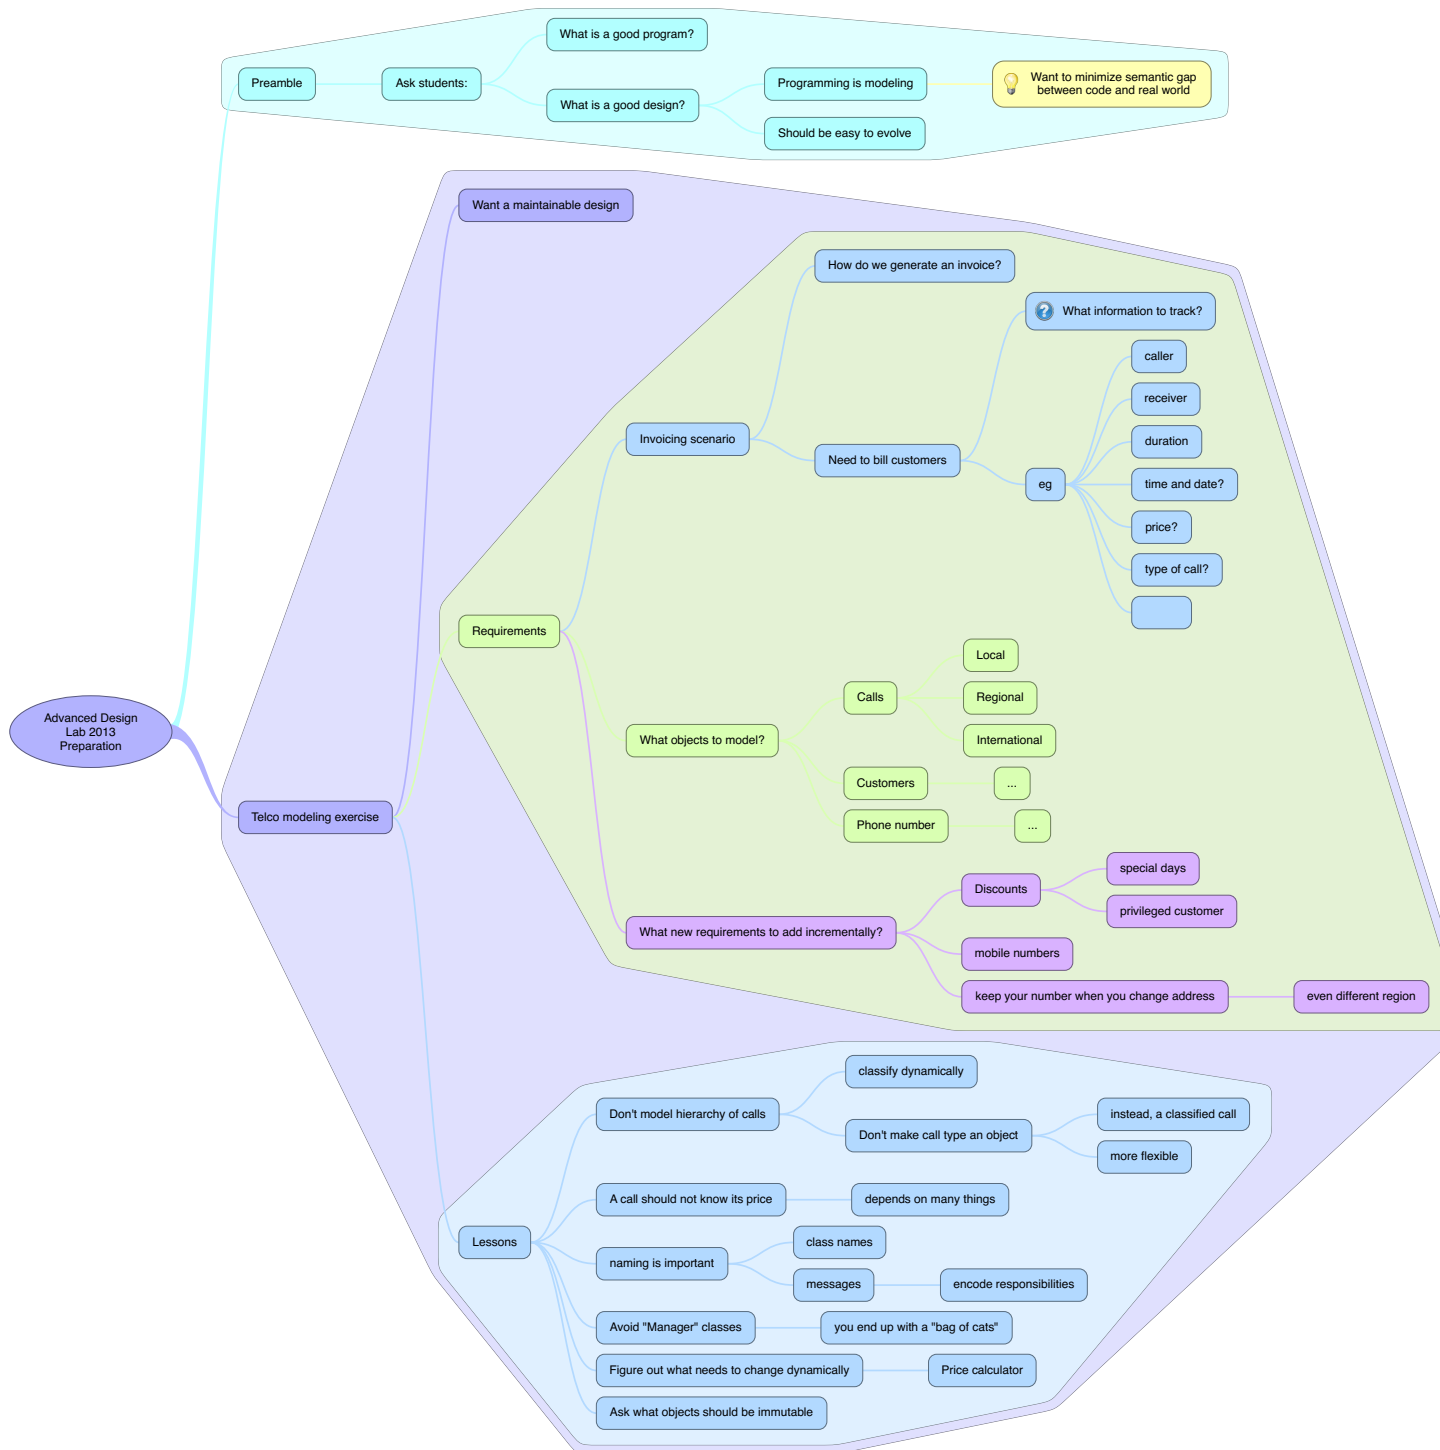 Advanced Design
Lab 2013
Preparation
Preamble
Ask students:
What is a good program?
What is a good design?
Programming is modeling
Want to minimize semantic gap
between code and real world
Should be easy to evolve
Telco modeling exercise
Want a maintainable design
Requirements
Invoicing scenario
How do we generate an invoice?
Need to bill customers
What information to track?
eg
caller
receiver
duration
time and date?
price?
type of call?
What objects to model?
Calls
Local
Regional
International
Customers
...
Phone number
...
What new requirements to add incrementally?
Discounts
special days
privileged customer
mobile numbers
keep your number when you change address
even different region
Lessons
Don't model hierarchy of calls
classify dynamically
Don't make call type an object
instead, a classified call
more flexible
A call should not know its price
depends on many things
naming is important
class names
messages
encode responsibilities
Avoid "Manager" classes
you end up with a "bag of cats"
Figure out what needs to change dynamically
Price calculator
Ask what objects should be immutable